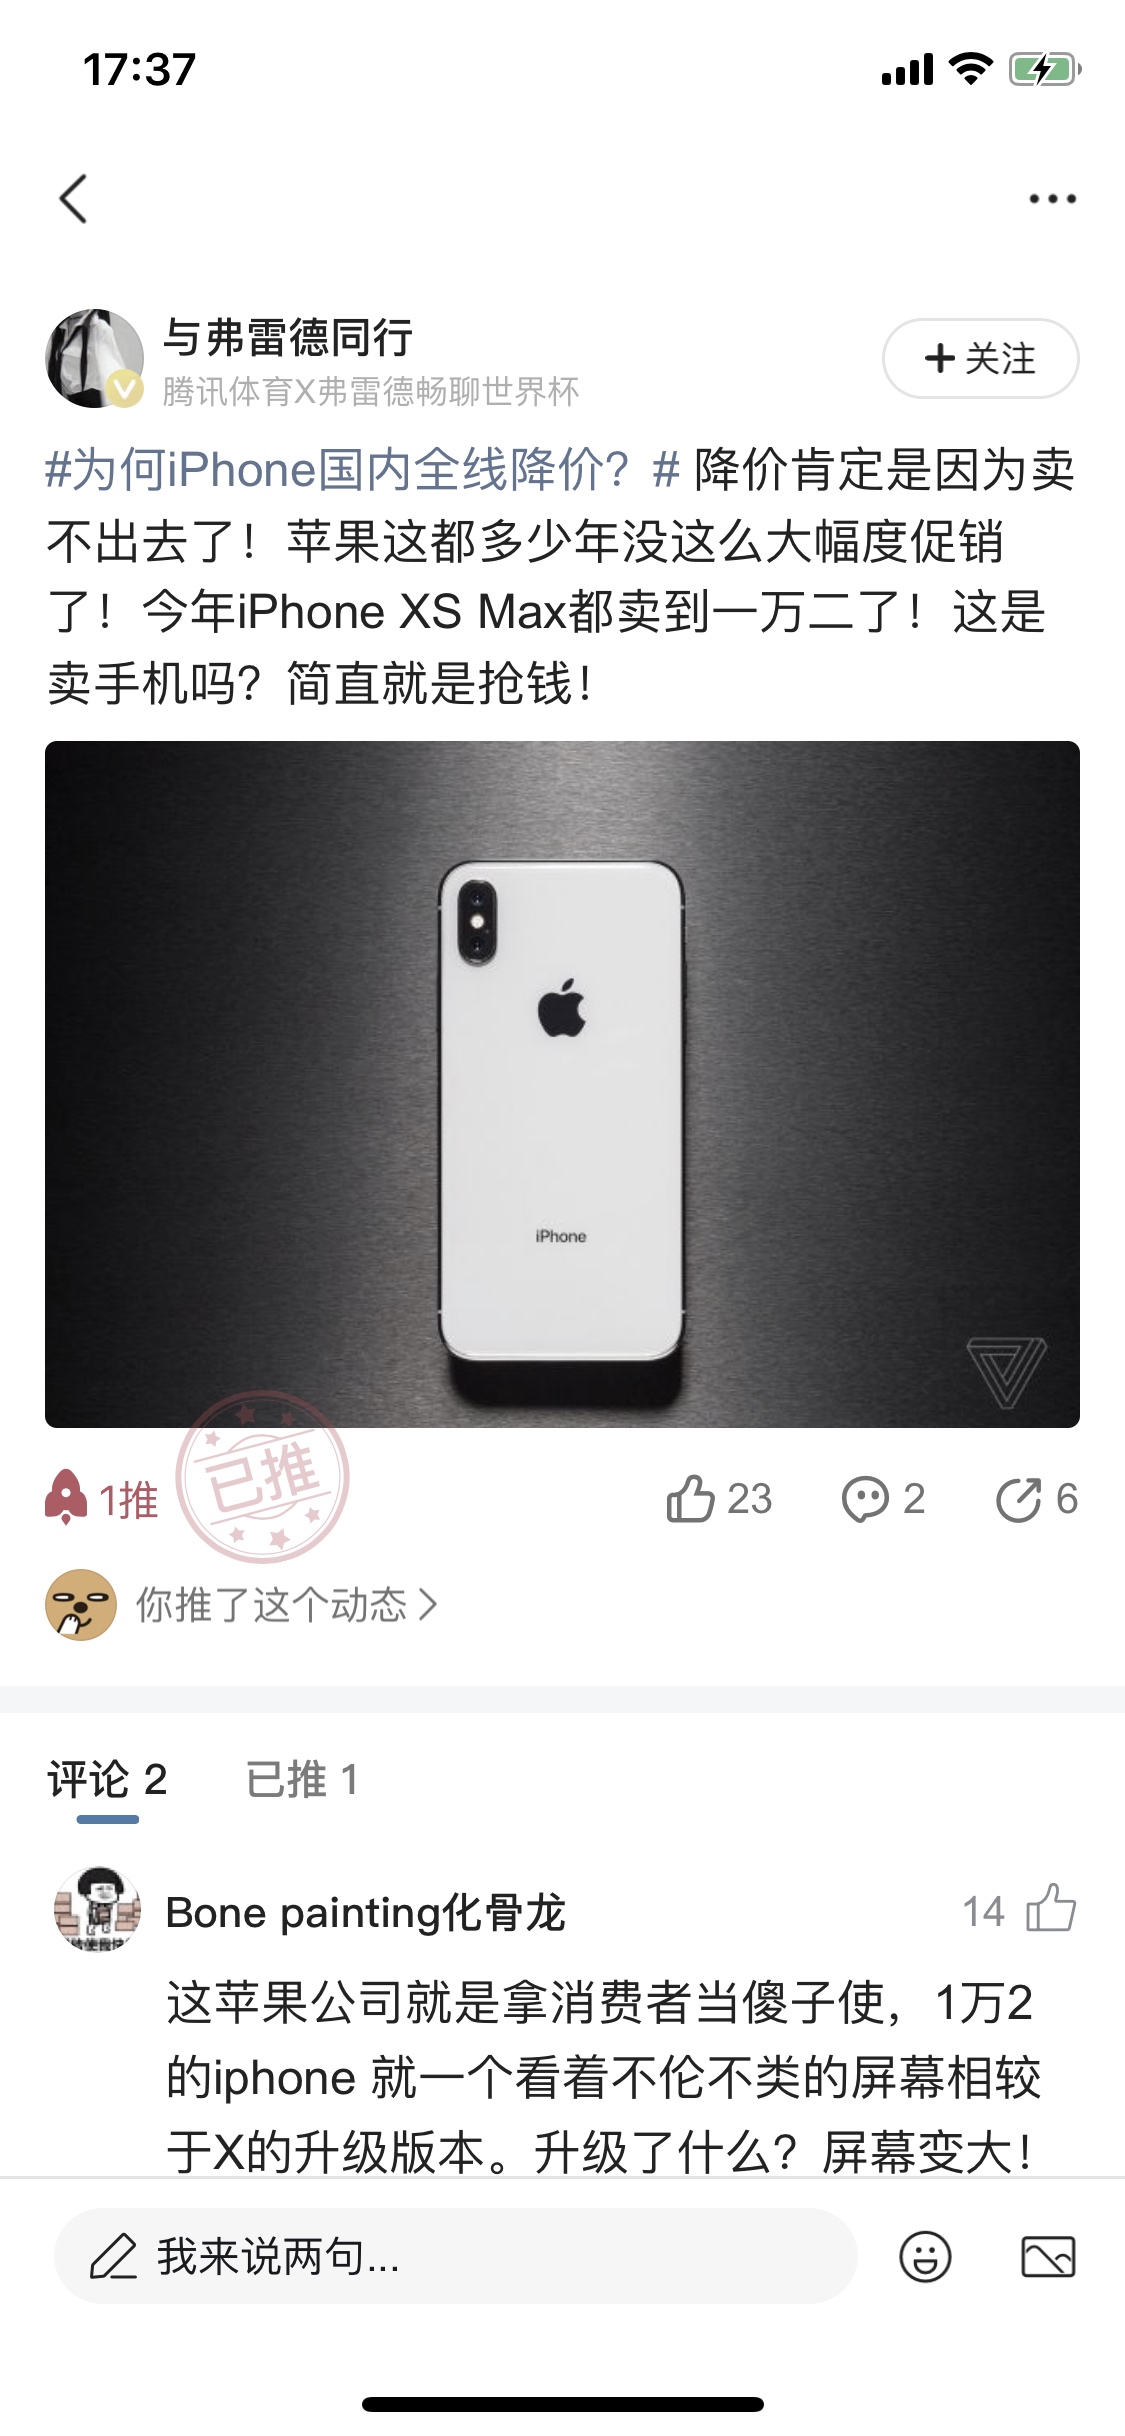 17:37
与弗雷德同行
腾讯体育X弗雷德畅聊世界杯
+ 关注
#为何iPhone国内全线降价？# 降价肯定是因为卖
不出去了！苹果这都多少年没这么大幅度促销
了！今年iPhone XS Max都卖到一万二了！这是
卖手机吗？简直就是抢钱！
iPhone
1推
已推
23
2
6
你推了这个动态
评论 2
已推 1
Bone painting化骨龙
14
这苹果公司就是拿消费者当傻子使，1万2
的iphone 就一个看着不伦不类的屏幕相较
于X的升级版本。升级了什么？屏幕变大！
我来说两句...